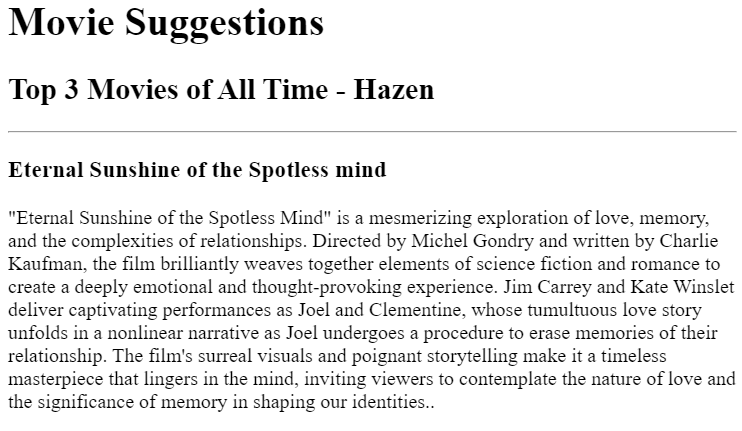 Movie Suggestions
Top 3 Movies of All Time - Hazen
Eternal Sunshine of the Spotless mind
"Eternal Sunshine of the Spotless Mind" is a mesmerizing exploration of love, memory,
and the complexities of relationships. Directed by Michel Gondry and written by Charlie
Kaufman, the film brilliantly weaves together elements of science fiction and romance to
create a deeply emotional and thought-provoking experience. Jim Carrey and Kate Winslet
deliver captivating performances as Joel and Clementine, whose tumultuous love story
unfolds in a nonlinear narrative as Joel undergoes a procedure to erase memories of their
relationship. The film's surreal visuals and poignant storytelling make it a timeless
masterpiece that lingers in the mind, inviting viewers to contemplate the nature of love and
the significance of memory in shaping our identities..